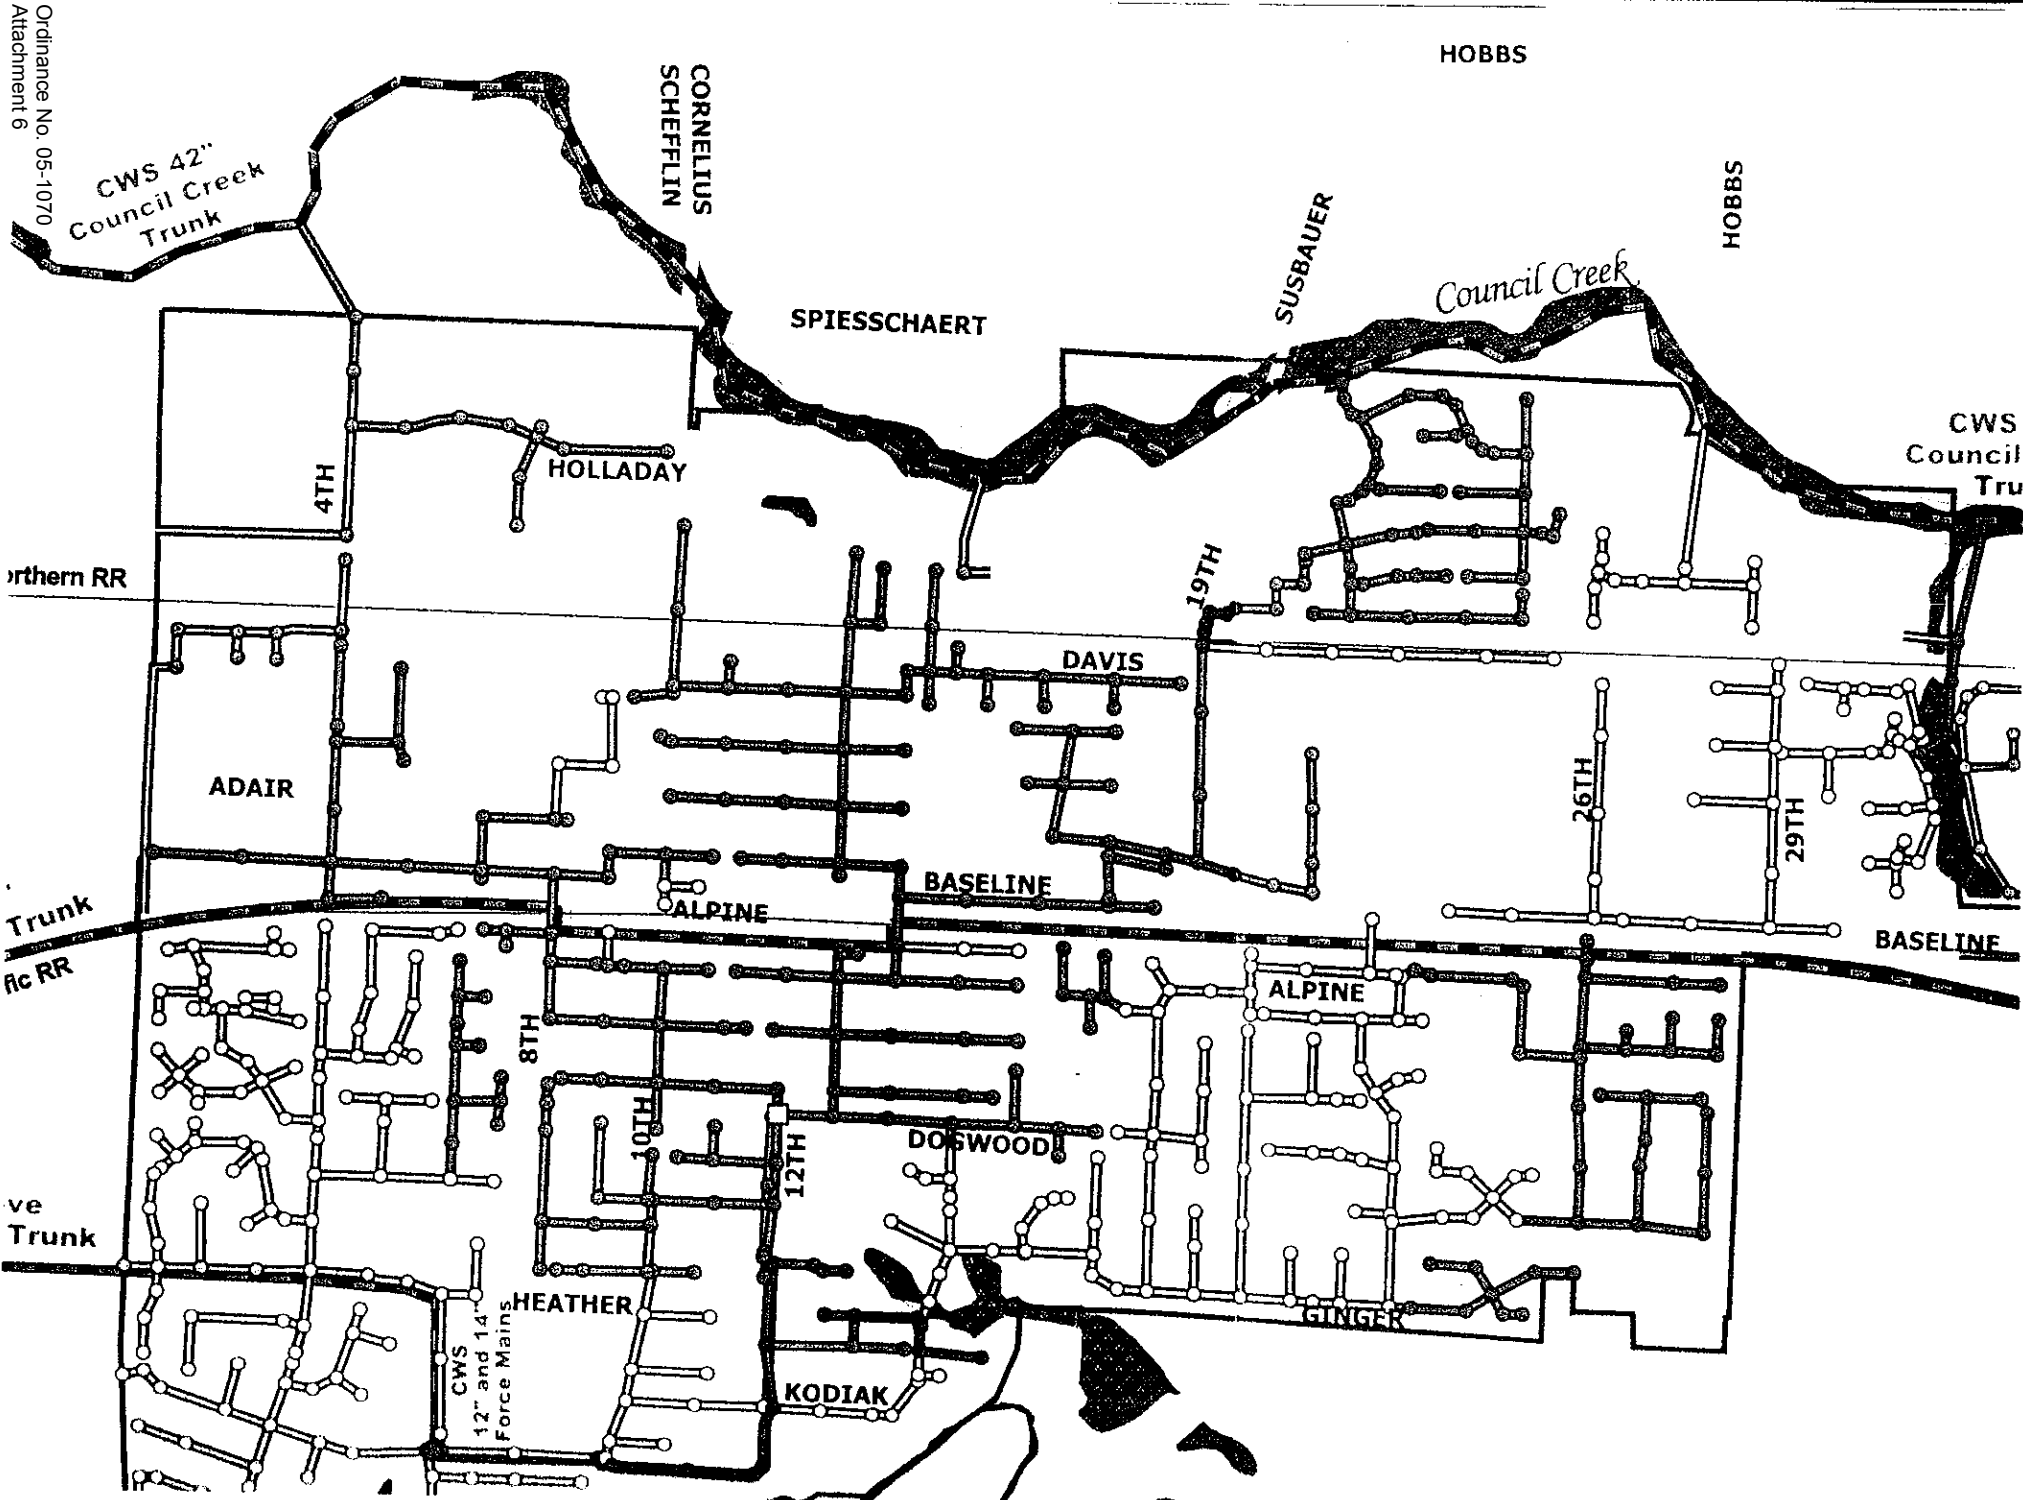 Ordinance No. 05-1070
Attachment 6
HOBBS
CORNELIUS
SCHEFFLIN
CWS 42"
Council Creek
Trunk
HOBBS
SUSBAUER
Council Creek
SPIESSCHAERT
CWS
Council
Tru
HOLLADAY
4TH
orthern RR
19TH
DAVIS
ADAIR
26TH
29TH
BASELINE
Trunk
ALPINE
BASELINE
fic RR
ALPINE
8TH
10TH
12TH
DOGWOOD
ve
Trunk
HEATHER
GINGER
CWS
12" and 14"
Force Mains
KODIAK